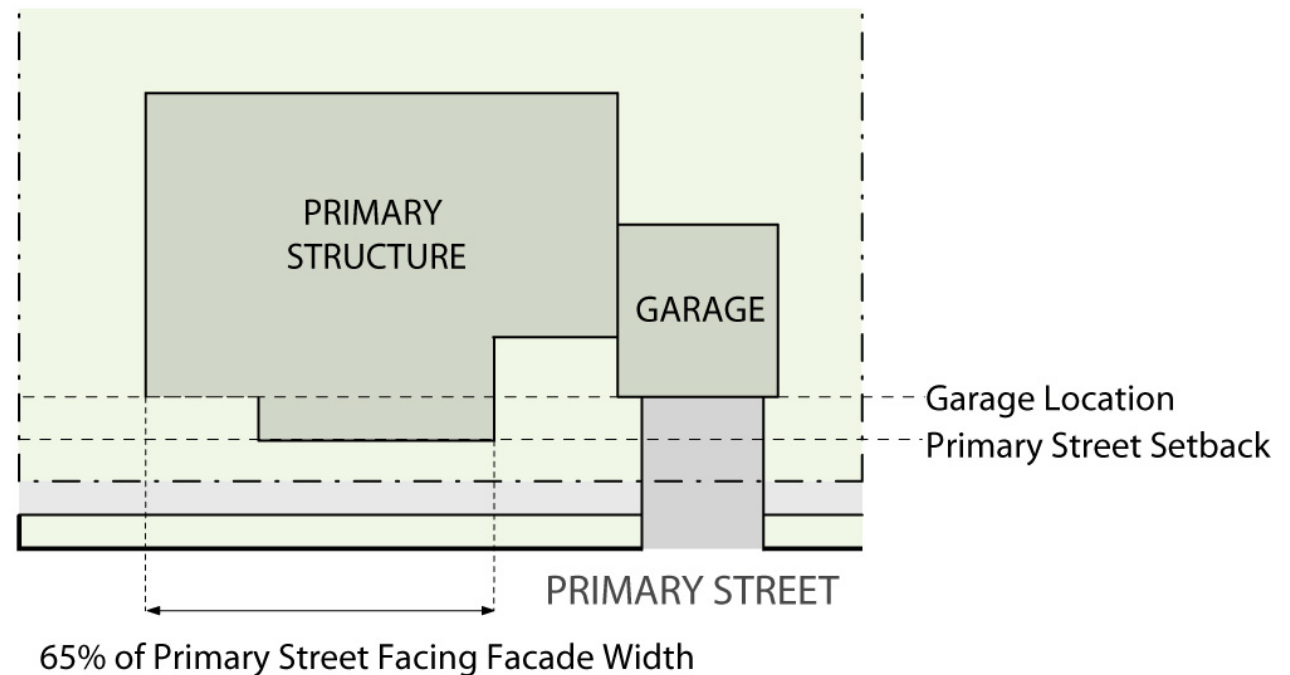 PRIMARY
STRUCTURE
GARAGE
Garage Location
Primary Street Setback
PRIMARY STREET
65% of Primary Street Facing Facade Width